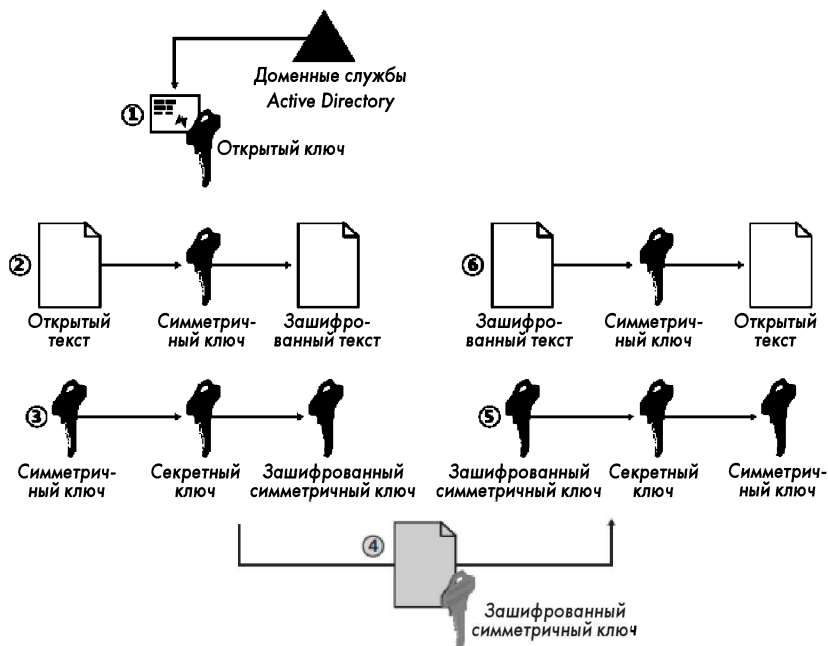 Доменные службы
Active Directory
①
Открытый ключ
②
Открытый
текст
Симметрич-
ный ключ
Зашифро-
ванный текст
⑥
Зашифро-
ванный текст
Симметрич-
ный ключ
Открытый
текст
③
Симметрич-
ный ключ
Секретный
ключ
Зашифрованный
симметричный ключ
⑤
Зашифрованный
симметричный ключ
Секретный
ключ
Симметрич-
ный ключ
④
Зашифрованный
симметричный ключ